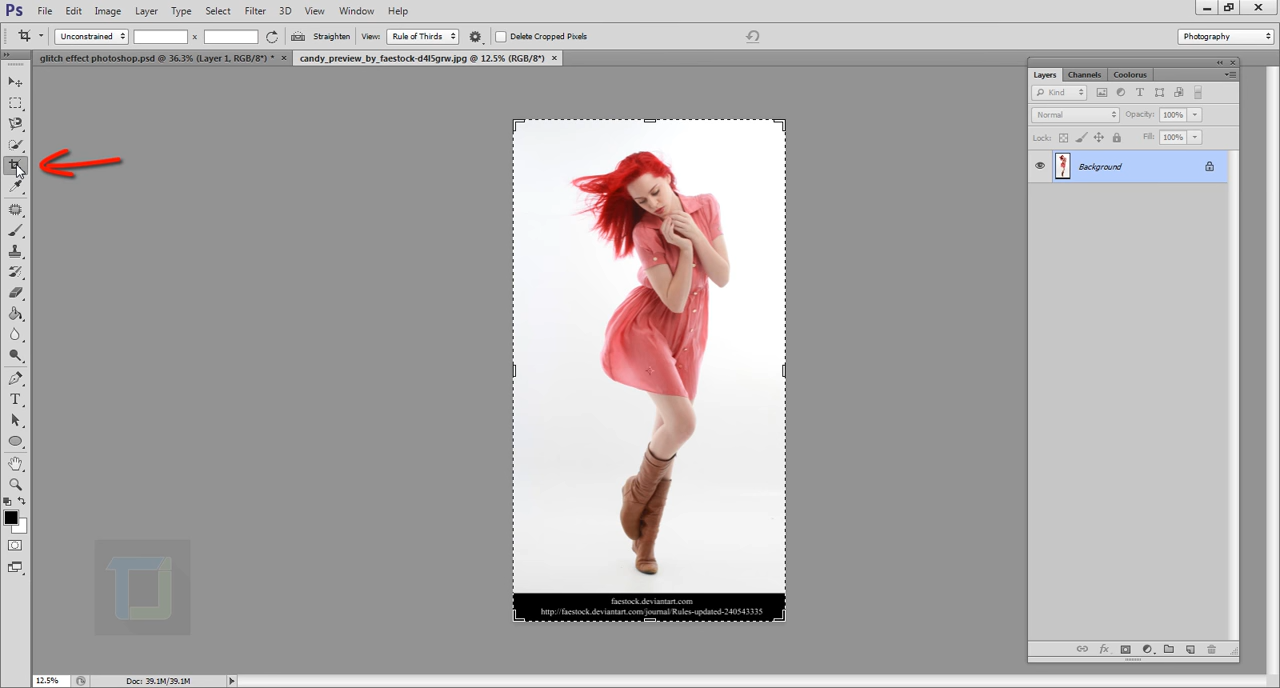 Ps File Edit Image Layer Type Select Filter 3D View Window Help
Unconstrained x Straighten View: Rule of Thirds Delete Cropped Pixels Photography
glitch effect photoshop.psd @ 36.3% (Layer 1, RGB/8*) * × candy_preview_by_faestock-d4l5grw.jpg @ 12.5% (RGB/8*) ×
Layers Channels Coolorus
Kind T
Normal Opacity: 100%
Lock: Fill: 100%
Background
T
faestock.deviantart.com
http://faestock.deviantart.com/journal/Rules-updated-240543335
TJ
fx
12.5% Doc: 39.1M/39.1M